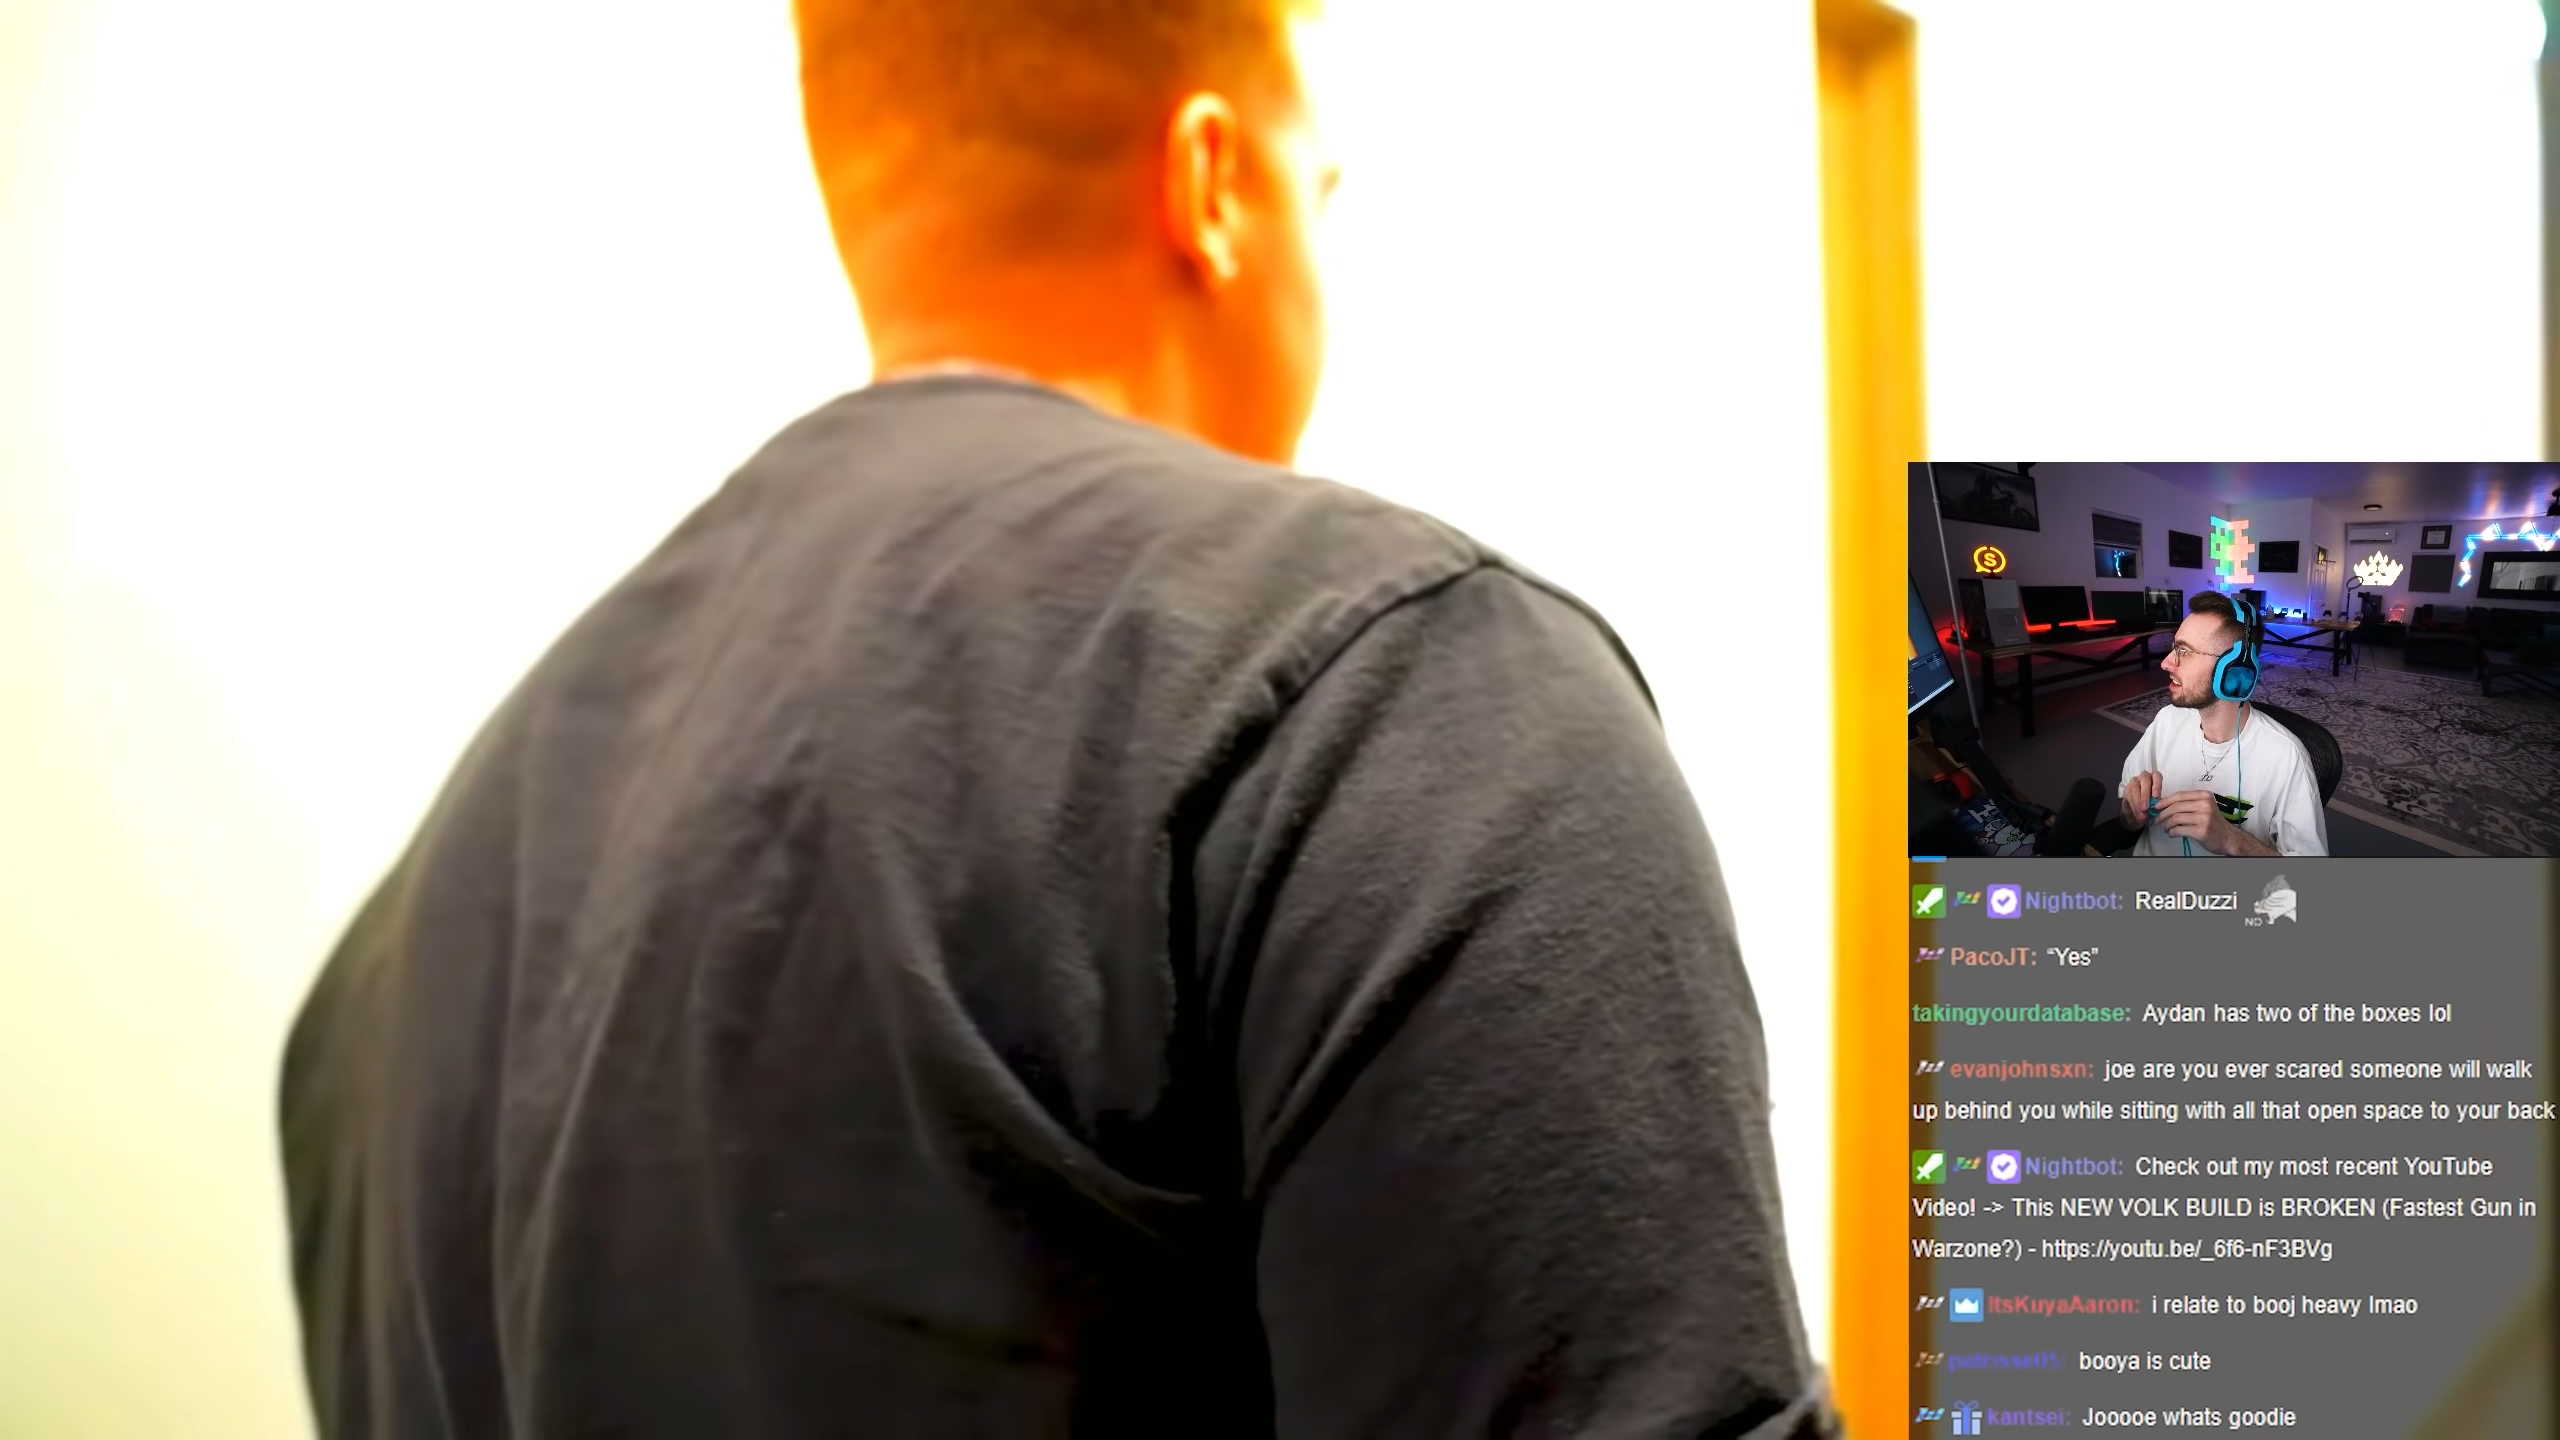 Nightbot: RealDuzzi
ND
PacoJT: “Yes”
takingyourdatabase: Aydan has two of the boxes lol
evanjohnsxn: joe are you ever scared someone will walk
up behind you while sitting with all that open space to your back
Nightbot: Check out my most recent YouTube
Video! -> This NEW VOLK BUILD is BROKEN (Fastest Gun in
Warzone?) - https://youtu.be/_6f6-nF3BVg
ItsKuyaAaron: i relate to booj heavy lmao
booya is cute
kantsei: Jooooe whats goodie